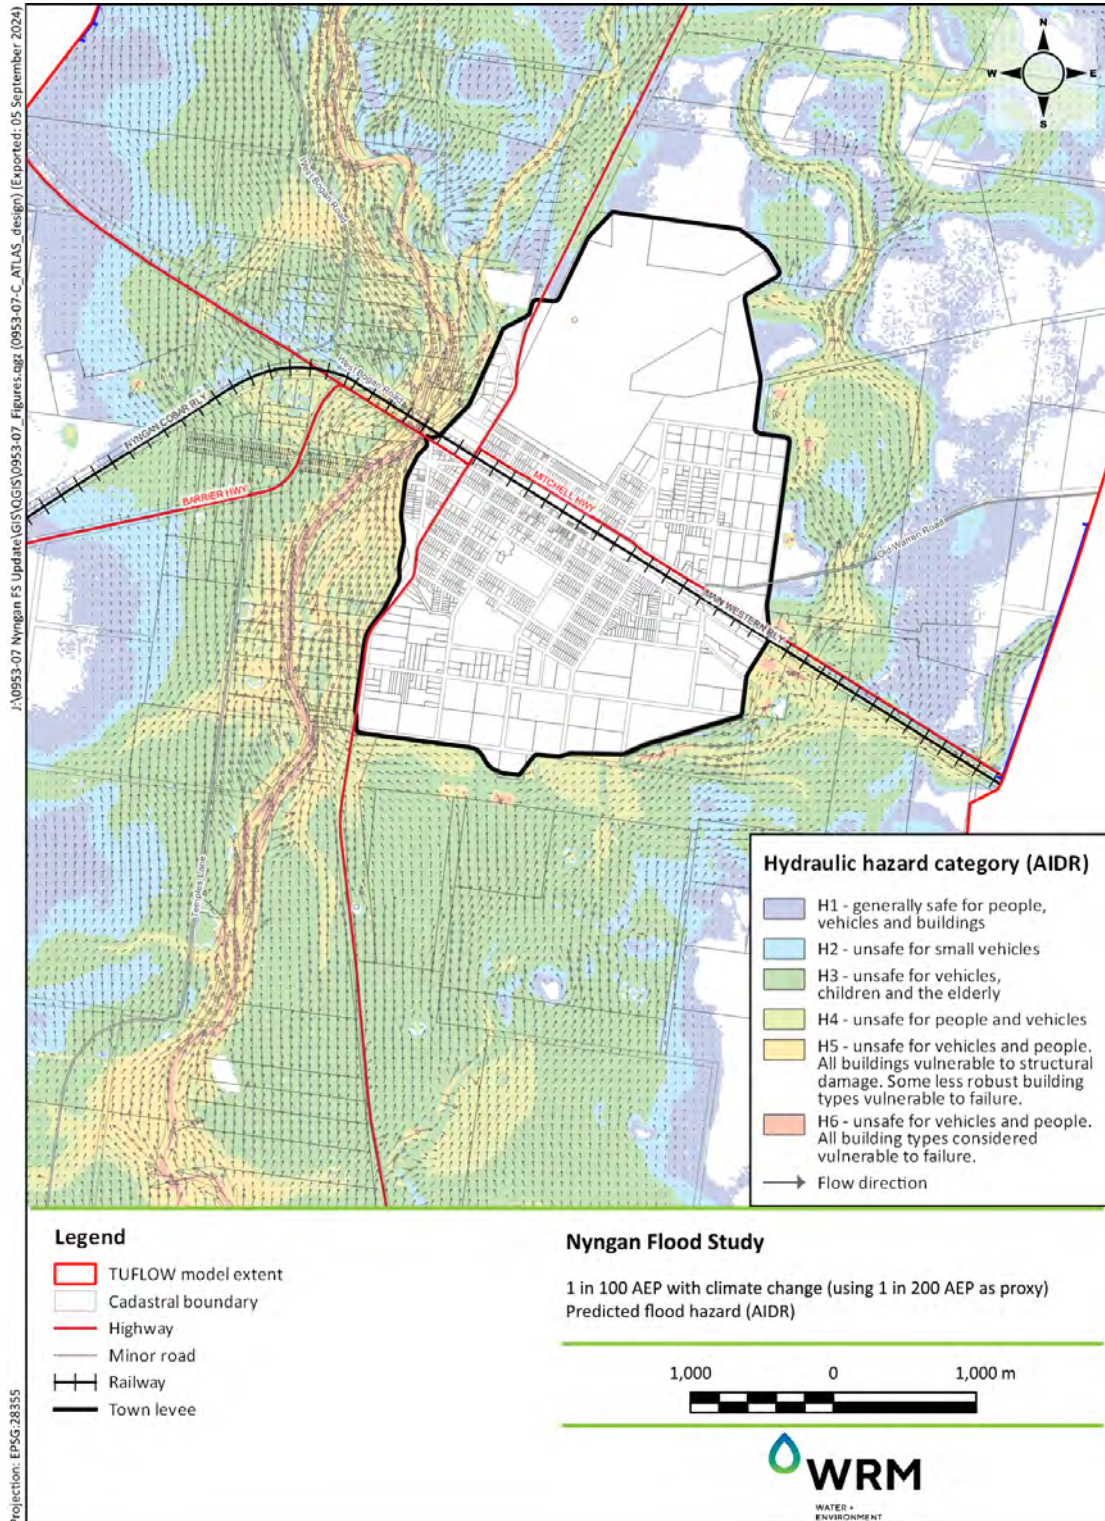 J:\0953-07 Nyngan FS Update\GIS\QGIS\0953-07_Figures.qgz (0953-07-C_ATLAS_design) (Exported: 05 September 2024)
Projection: EPSG:28355
N
W
E
S
West Bogan Road
West Bogan Road
NYNGAN COBAR RLY
BARRIER HWY
MITCHELL HWY
Old Warren Road
MAIN WESTERN RLY
Temples Lane
Hydraulic hazard category (AIDR)
H1 - generally safe for people,
vehicles and buildings
H2 - unsafe for small vehicles
H3 - unsafe for vehicles,
children and the elderly
H4 - unsafe for people and vehicles
H5 - unsafe for vehicles and people.
All buildings vulnerable to structural
damage. Some less robust building
types vulnerable to failure.
H6 - unsafe for vehicles and people.
All building types considered
vulnerable to failure.
Flow direction
Legend
TUFLOW model extent
Cadastral boundary
Highway
Minor road
Railway
Town levee
Nyngan Flood Study
1 in 100 AEP with climate change (using 1 in 200 AEP as proxy)
Predicted flood hazard (AIDR)
1,000 0 1,000 m
WRM
WATER +
ENVIRONMENT